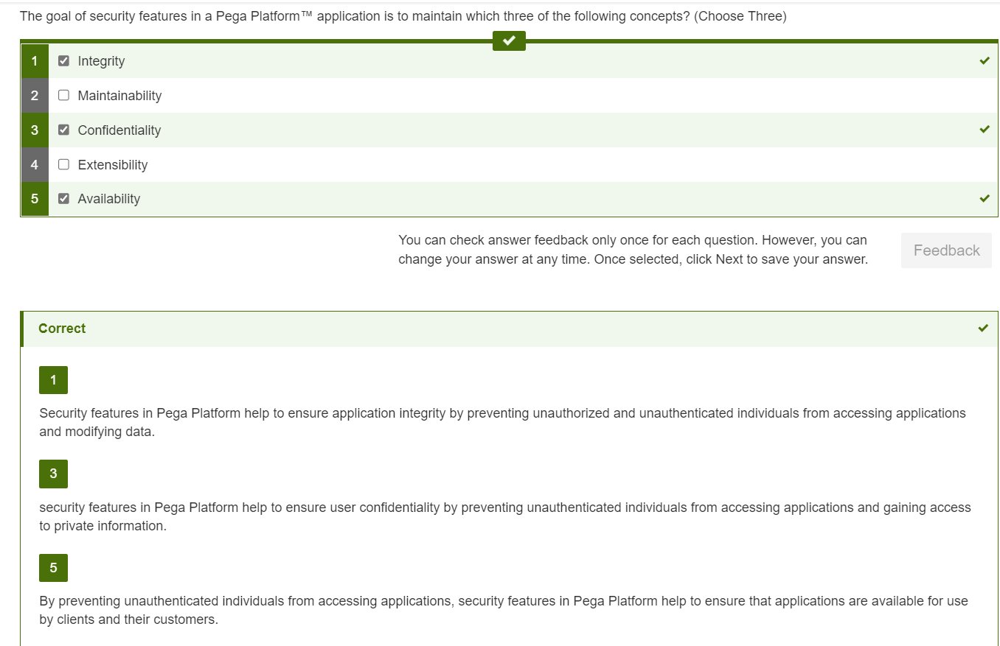 The goal of security features in a Pega Platform™ application is to maintain which three of the following concepts? (Choose Three)
1 Integrity
2 Maintainability
3 Confidentiality
4 Extensibility
5 Availability
You can check answer feedback only once for each question. However, you can
change your answer at any time. Once selected, click Next to save your answer.
Feedback
Correct
1
Security features in Pega Platform help to ensure application integrity by preventing unauthorized and unauthenticated individuals from accessing applications
and modifying data.
3
security features in Pega Platform help to ensure user confidentiality by preventing unauthenticated individuals from accessing applications and gaining access
to private information.
5
By preventing unauthenticated individuals from accessing applications, security features in Pega Platform help to ensure that applications are available for use
by clients and their customers.